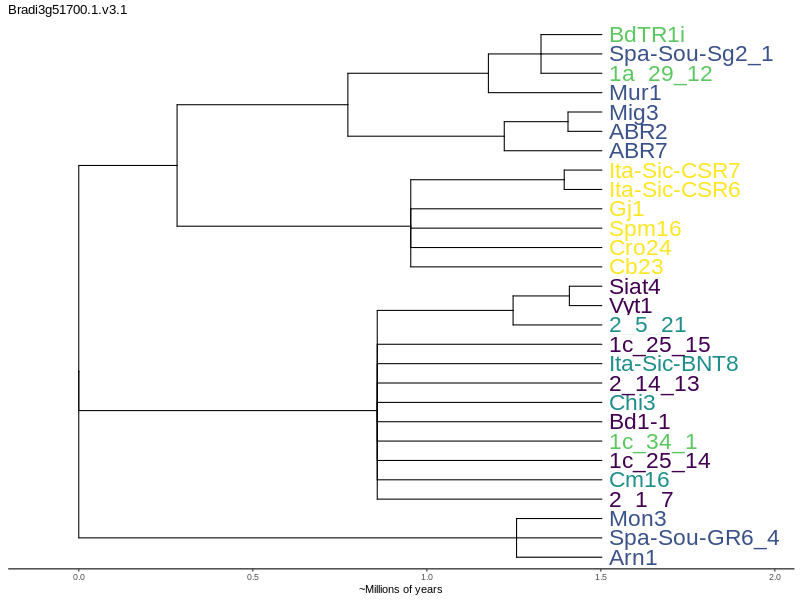 Bradi3g51700.1.v3.1
BdTR1i
Spa-Sou-Sg2_1
1a_29_12
Mur1
Mig3
ABR2
ABR7
Ita-Sic-CSR7
Ita-Sic-CSR6
Gj1
Spm16
Cro24
Cb23
Siat4
Vyt1
2_5_21
1c_25_15
Ita-Sic-BNT8
2_14_13
Chi3
Bd1-1
1c_34_1
1c_25_14
Cm16
2_1_7
Mon3
Spa-Sou-GR6_4
Arn1
0.0 0.5 1.0 1.5 2.0
~Millions of years